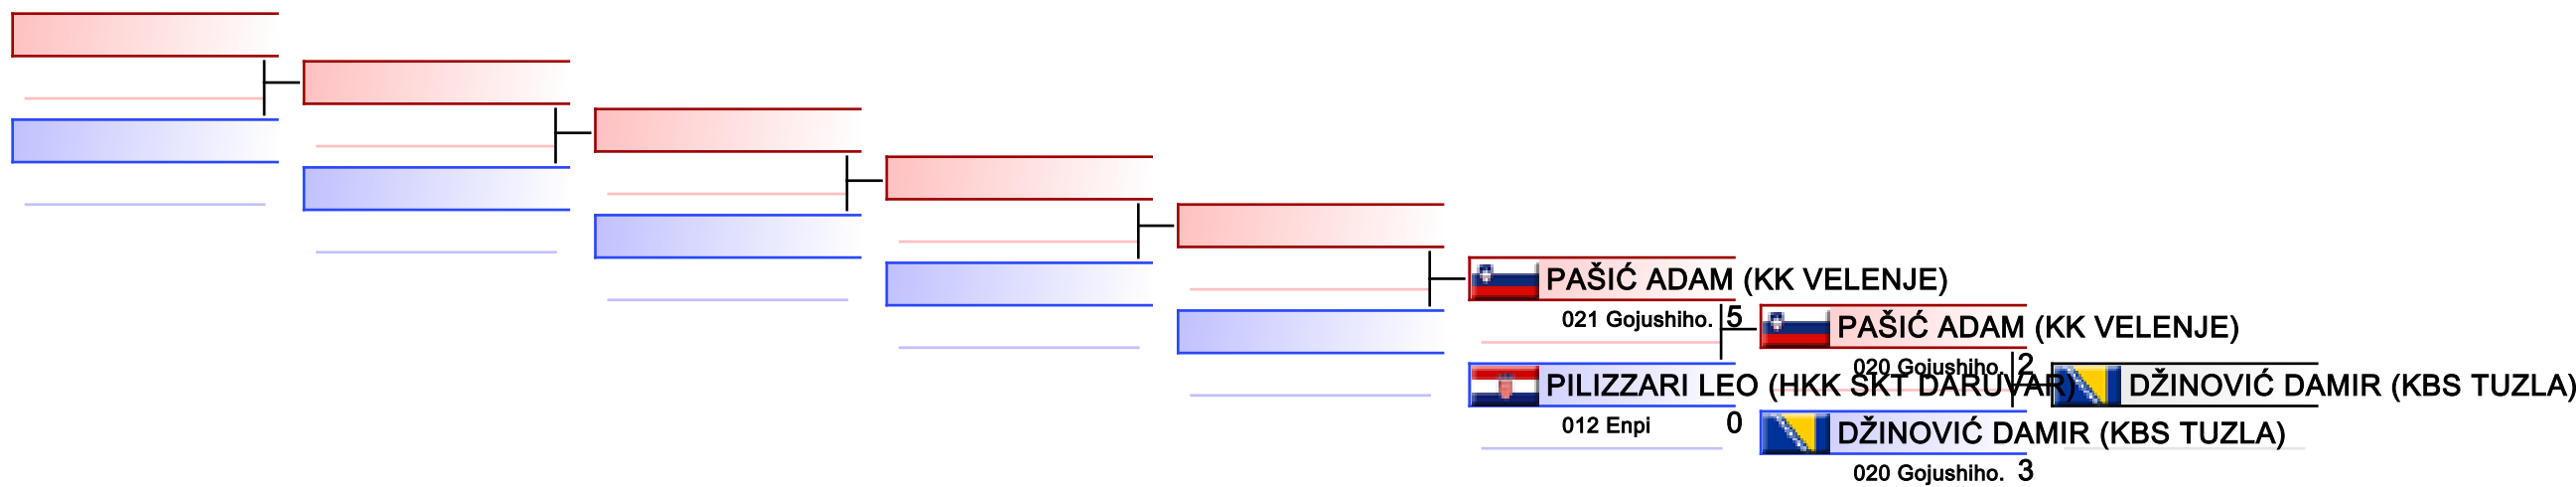 PAŠIĆ ADAM (KK VELENJE)
021 Gojushiho. 5
PILIZZARI LEO (HKK SKT DARUVAR)
012 Enpi 0
PAŠIĆ ADAM (KK VELENJE)
020 Gojushiho. 2
DŽINOVIĆ DAMIR (KBS TUZLA)
020 Gojushiho. 3
DŽINOVIĆ DAMIR (KBS TUZLA)